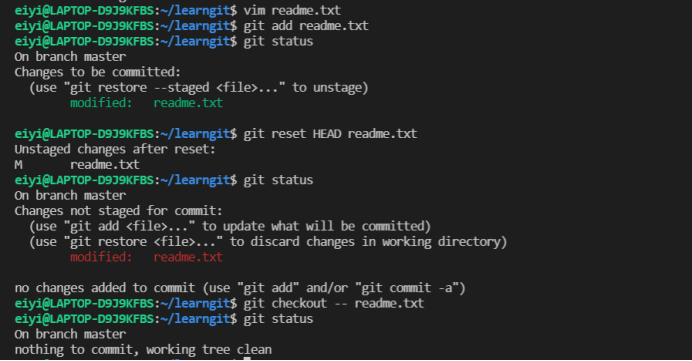 eiyi@LAPTOP-D9J9KFBS:~/learngit$ vim readme.txt
eiyi@LAPTOP-D9J9KFBS:~/learngit$ git add readme.txt
eiyi@LAPTOP-D9J9KFBS:~/learngit$ git status
On branch master
Changes to be committed:
  (use "git restore --staged <file>..." to unstage)
        modified:   readme.txt

eiyi@LAPTOP-D9J9KFBS:~/learngit$ git reset HEAD readme.txt
Unstaged changes after reset:
M       readme.txt
eiyi@LAPTOP-D9J9KFBS:~/learngit$ git status
On branch master
Changes not staged for commit:
  (use "git add <file>..." to update what will be committed)
  (use "git restore <file>..." to discard changes in working directory)
        modified:   readme.txt

no changes added to commit (use "git add" and/or "git commit -a")
eiyi@LAPTOP-D9J9KFBS:~/learngit$ git checkout -- readme.txt
eiyi@LAPTOP-D9J9KFBS:~/learngit$ git status
On branch master
nothing to commit, working tree clean